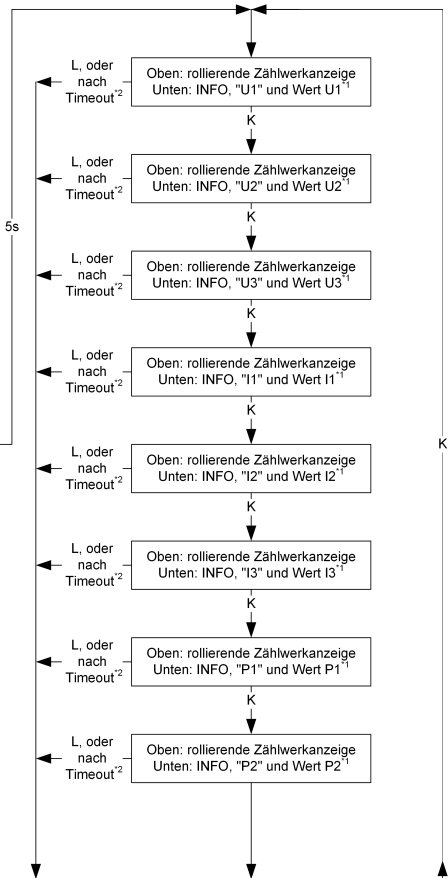 L, oder
nach
Timeout*2
Oben: rollierende Zählwerkanzeige
Unten: INFO, "U1" und Wert U1*1
K
L, oder
nach
Timeout*2
Oben: rollierende Zählwerkanzeige
Unten: INFO, "U2" und Wert U2*1
K
5s
L, oder
nach
Timeout*2
Oben: rollierende Zählwerkanzeige
Unten: INFO, "U3" und Wert U3*1
K
L, oder
nach
Timeout*2
Oben: rollierende Zählwerkanzeige
Unten: INFO, "I1" und Wert I1*1
K
K
L, oder
nach
Timeout*2
Oben: rollierende Zählwerkanzeige
Unten: INFO, "I2" und Wert I2*1
K
L, oder
nach
Timeout*2
Oben: rollierende Zählwerkanzeige
Unten: INFO, "I3" und Wert I3*1
K
L, oder
nach
Timeout*2
Oben: rollierende Zählwerkanzeige
Unten: INFO, "P1" und Wert P1*1
K
L, oder
nach
Timeout*2
Oben: rollierende Zählwerkanzeige
Unten: INFO, "P2" und Wert P2*1